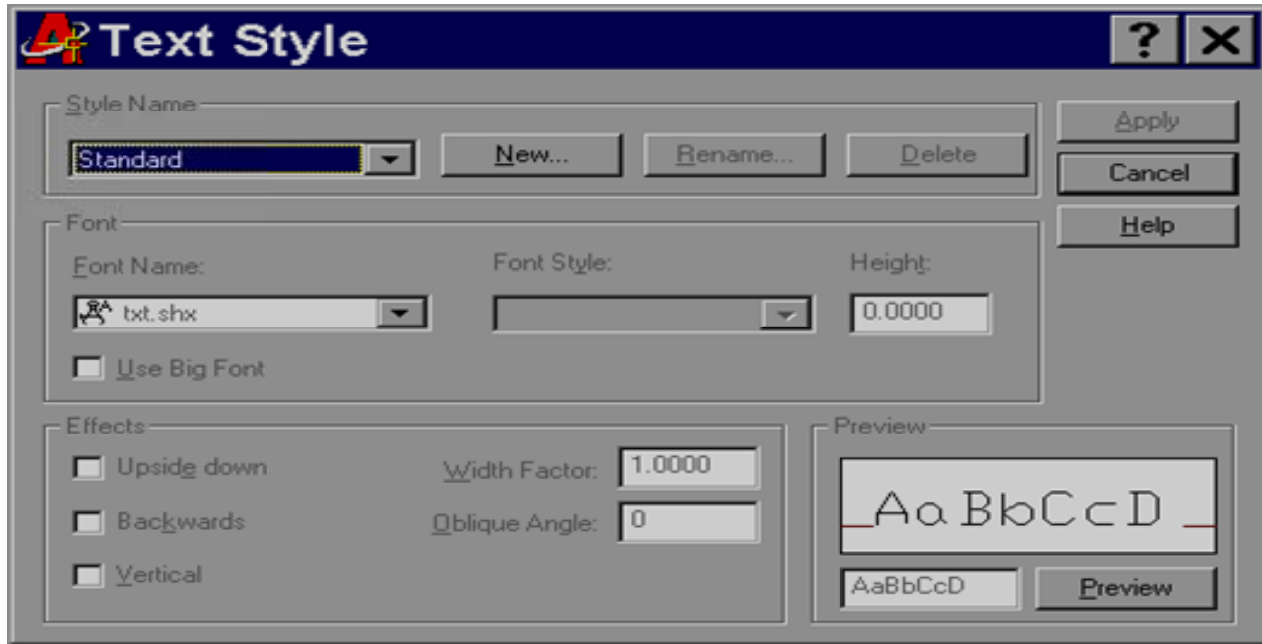 Text Style
Style Name
Standard
New...
Rename...
Delete
Apply
Cancel
Help
Font
Font Name:
Font Style:
Height:
txt.shx
0.0000
Use Big Font
Effects
Upside down
Width Factor: 1.0000
Backwards
Oblique Angle: 0
Vertical
Preview
AaBbCcD
AaBbCcD
Preview